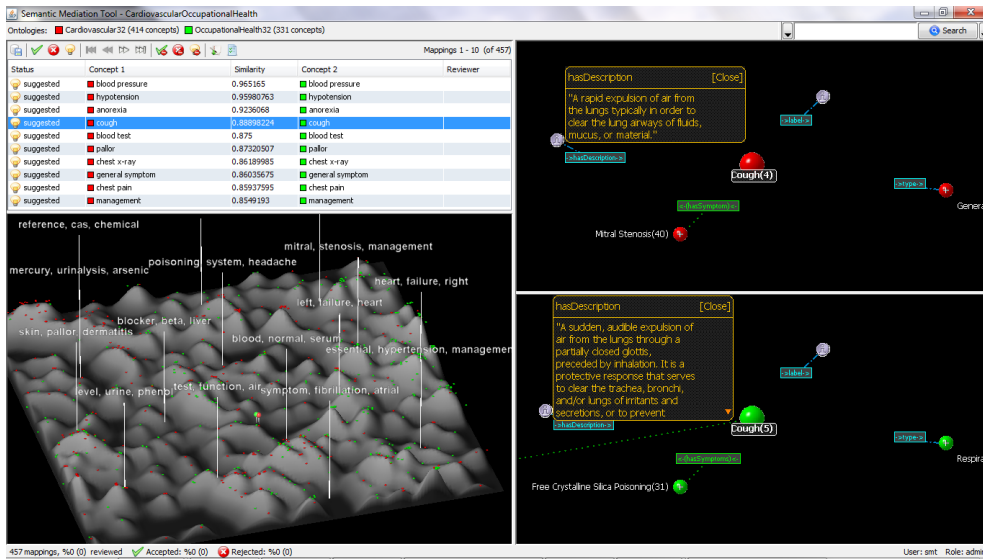 Semantic Mediation Tool - CardiovascularOccupationalHealth
Ontologies: Cardiovascular32 (414 concepts) OccupationalHealth32 (331 concepts)
Search
Mappings 1 - 10 (of 457)
Status Concept 1 Similarity Concept 2 Reviewer
suggested blood pressure 0.965165 blood pressure
suggested hypotension 0.95980763 hypotension
suggested anorexia 0.9236068 anorexia
suggested cough 0.88898224 cough
suggested blood test 0.875 blood test
suggested pallor 0.87320507 pallor
suggested chest x-ray 0.86189985 chest x-ray
suggested general symptom 0.86035675 general symptom
suggested chest pain 0.85937595 chest pain
suggested management 0.8549193 management
reference, cas, chemical
mitral, stenosis, management
poisoning, system, headache
mercury, urinalysis, arsenic
heart, failure, right
left, failure, heart
blocker, beta, liver
skin, pallor, dermatitis
blood, normal, serum
essential, hypertension, managemen
level, urine, phenol
test, function, air
symptom, fibrillation, atrial
hasDescription [Close]
"A rapid expulsion of air from
the lungs typically in order to
clear the lung airways of fluids,
mucus, or material."
->label->
->hasDescription->
Cough(4)
->type->
Genera
<-(hasSymptom)<-
Mitral Stenosis(40)
hasDescription [Close]
"A sudden, audible expulsion of
air from the lungs through a
partially closed glottis,
preceded by inhalation. It is a
protective response that serves
to clear the trachea, bronchi,
and/or lungs of irritants and
secretions, or to prevent
->label->
->hasDescription->
Cough(5)
->type->
Respira
<-(hasSymptoms)<-
Free Crystalline Silica Poisoning(31)
457 mappings, %0 (0) reviewed Accepted: %0 (0) Rejected: %0 (0)
User: smt Role: admi